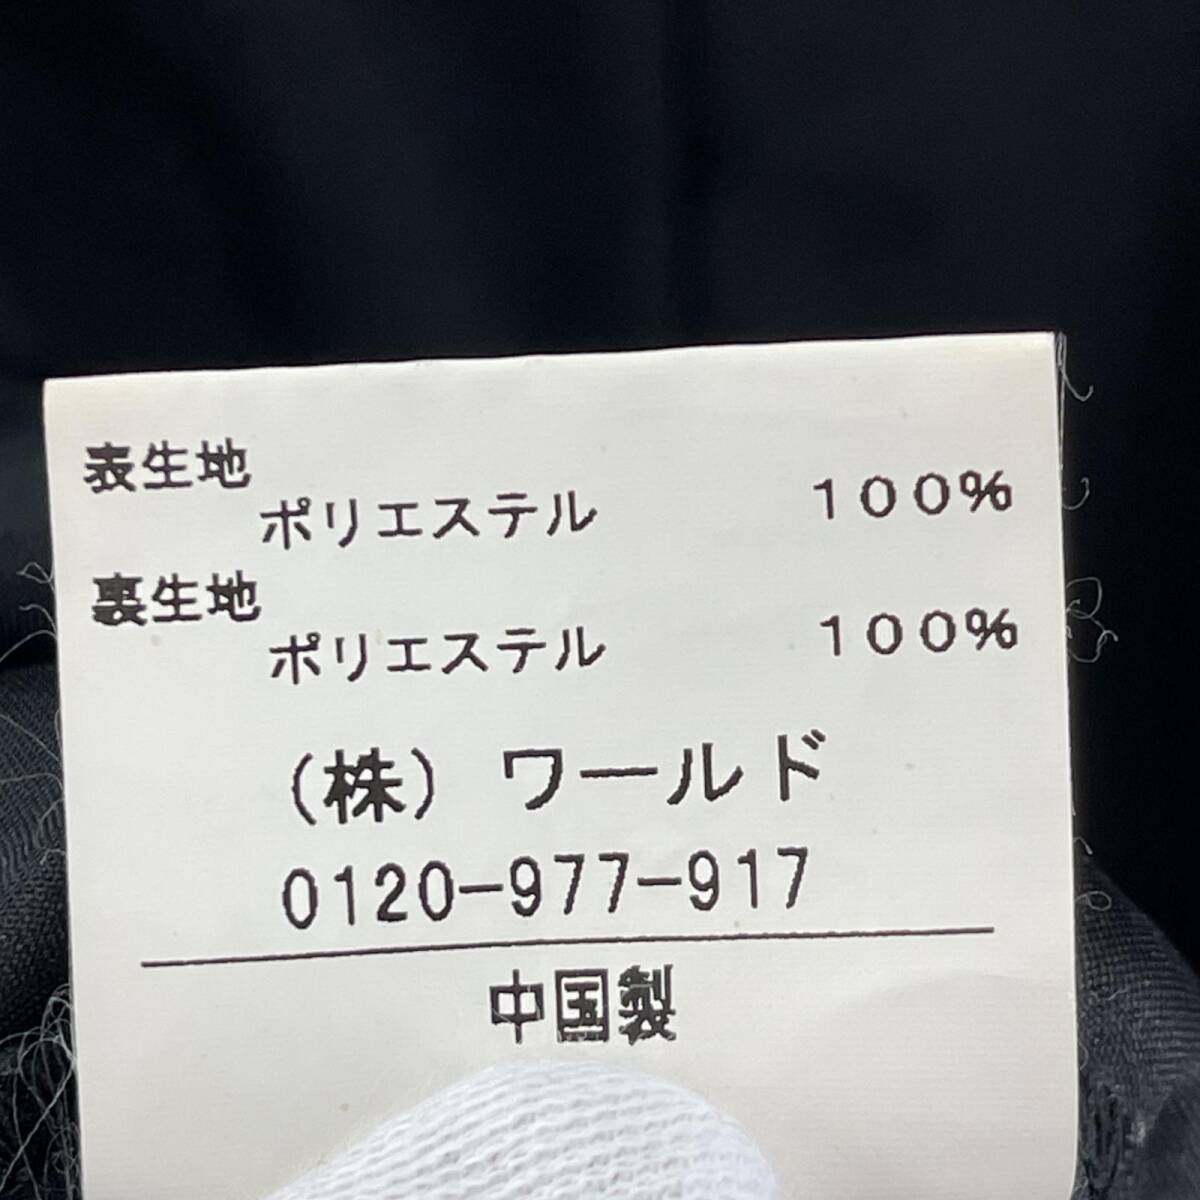 表生地
ポリエステル 100%
裏生地
ポリエステル 100%
(株) ワールド
0120-977-917
中国製